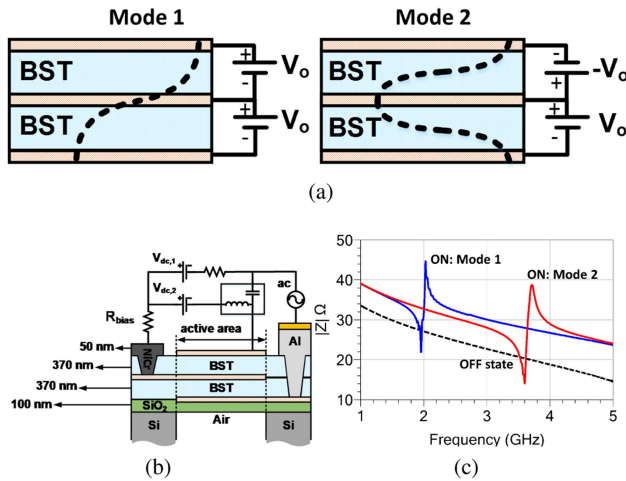 Mode 1
Mode 2
BST
BST
+
-
+
-
Vo
Vo
BST
BST
-
+
+
-
-Vo
Vo
(a)
Vdc,1
Vdc,2
ac
Rbias
active area
50 nm
370 nm
370 nm
100 nm
NiCr
Al
BST
BST
SiO2
Si
Air
Si
(b)
50
40
30
20
10
|Z| Ω
ON: Mode 1
ON: Mode 2
OFF state
1 2 3 4 5
Frequency (GHz)
(c)